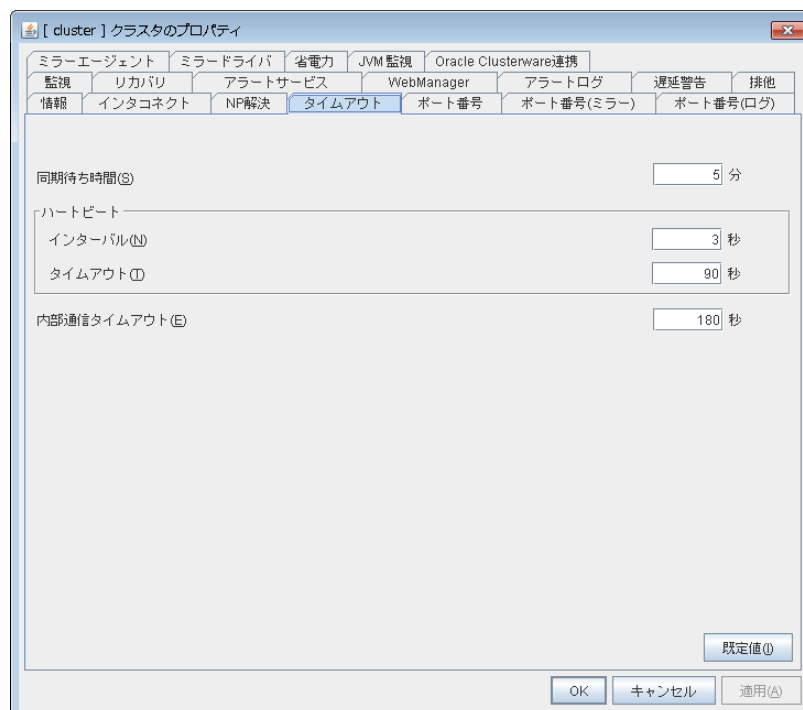 [ cluster ] クラスタのプロパティ
ミラーエージェント ミラードライバ 省電力 JVM 監視 Oracle Clusterware連携
監視 リカバリ アラートサービス WebManager アラートログ 遅延警告 排他
情報 インタコネクト NP解決 タイムアウト ポート番号 ポート番号(ミラー) ポート番号(ログ)
同期待ち時間(S) 5 分
ハートビート
インターバル(N) 3 秒
タイムアウト(T) 90 秒
内部通信タイムアウト(E) 180 秒
既定値(I)
OK キャンセル 適用(A)